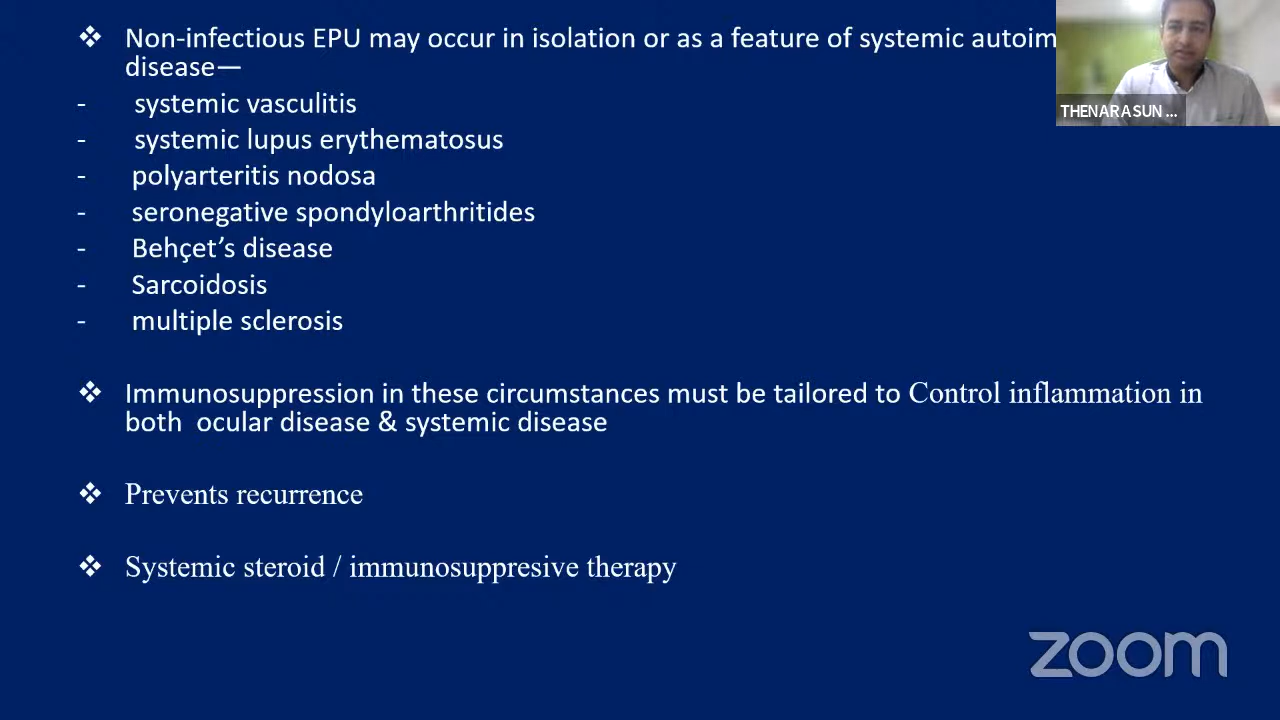 ❖ Non-infectious EPU may occur in isolation or as a feature of systemic
disease—
- systemic vasculitis
- systemic lupus erythematosus
- polyarteritis nodosa
- seronegative spondyloarthritides
- Behçet’s disease
- Sarcoidosis
- multiple sclerosis
❖ Immunosuppression in these circumstances must be tailored to Control inflammation in
both ocular disease & systemic disease
❖ Prevents recurrence
❖ Systemic steroid / immunosuppresive therapy
THENARASUN ...
zoom